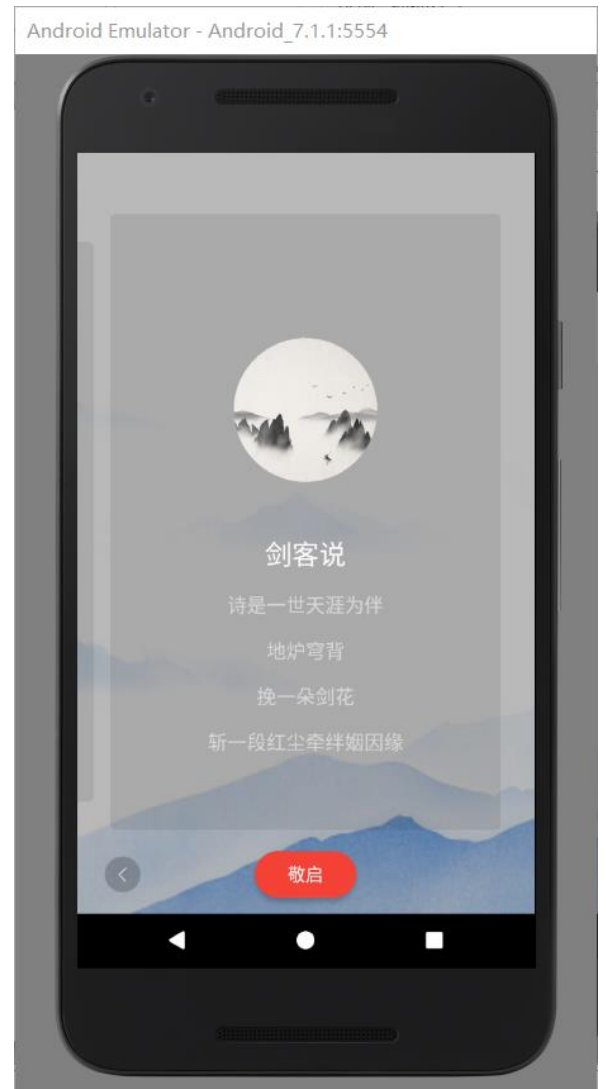 Android Emulator - Android_7.1.1:5554
剑客说
诗是一世天涯为伴
地炉穹背
挽一朵剑花
斩一段红尘牵绊姻因缘
敬启